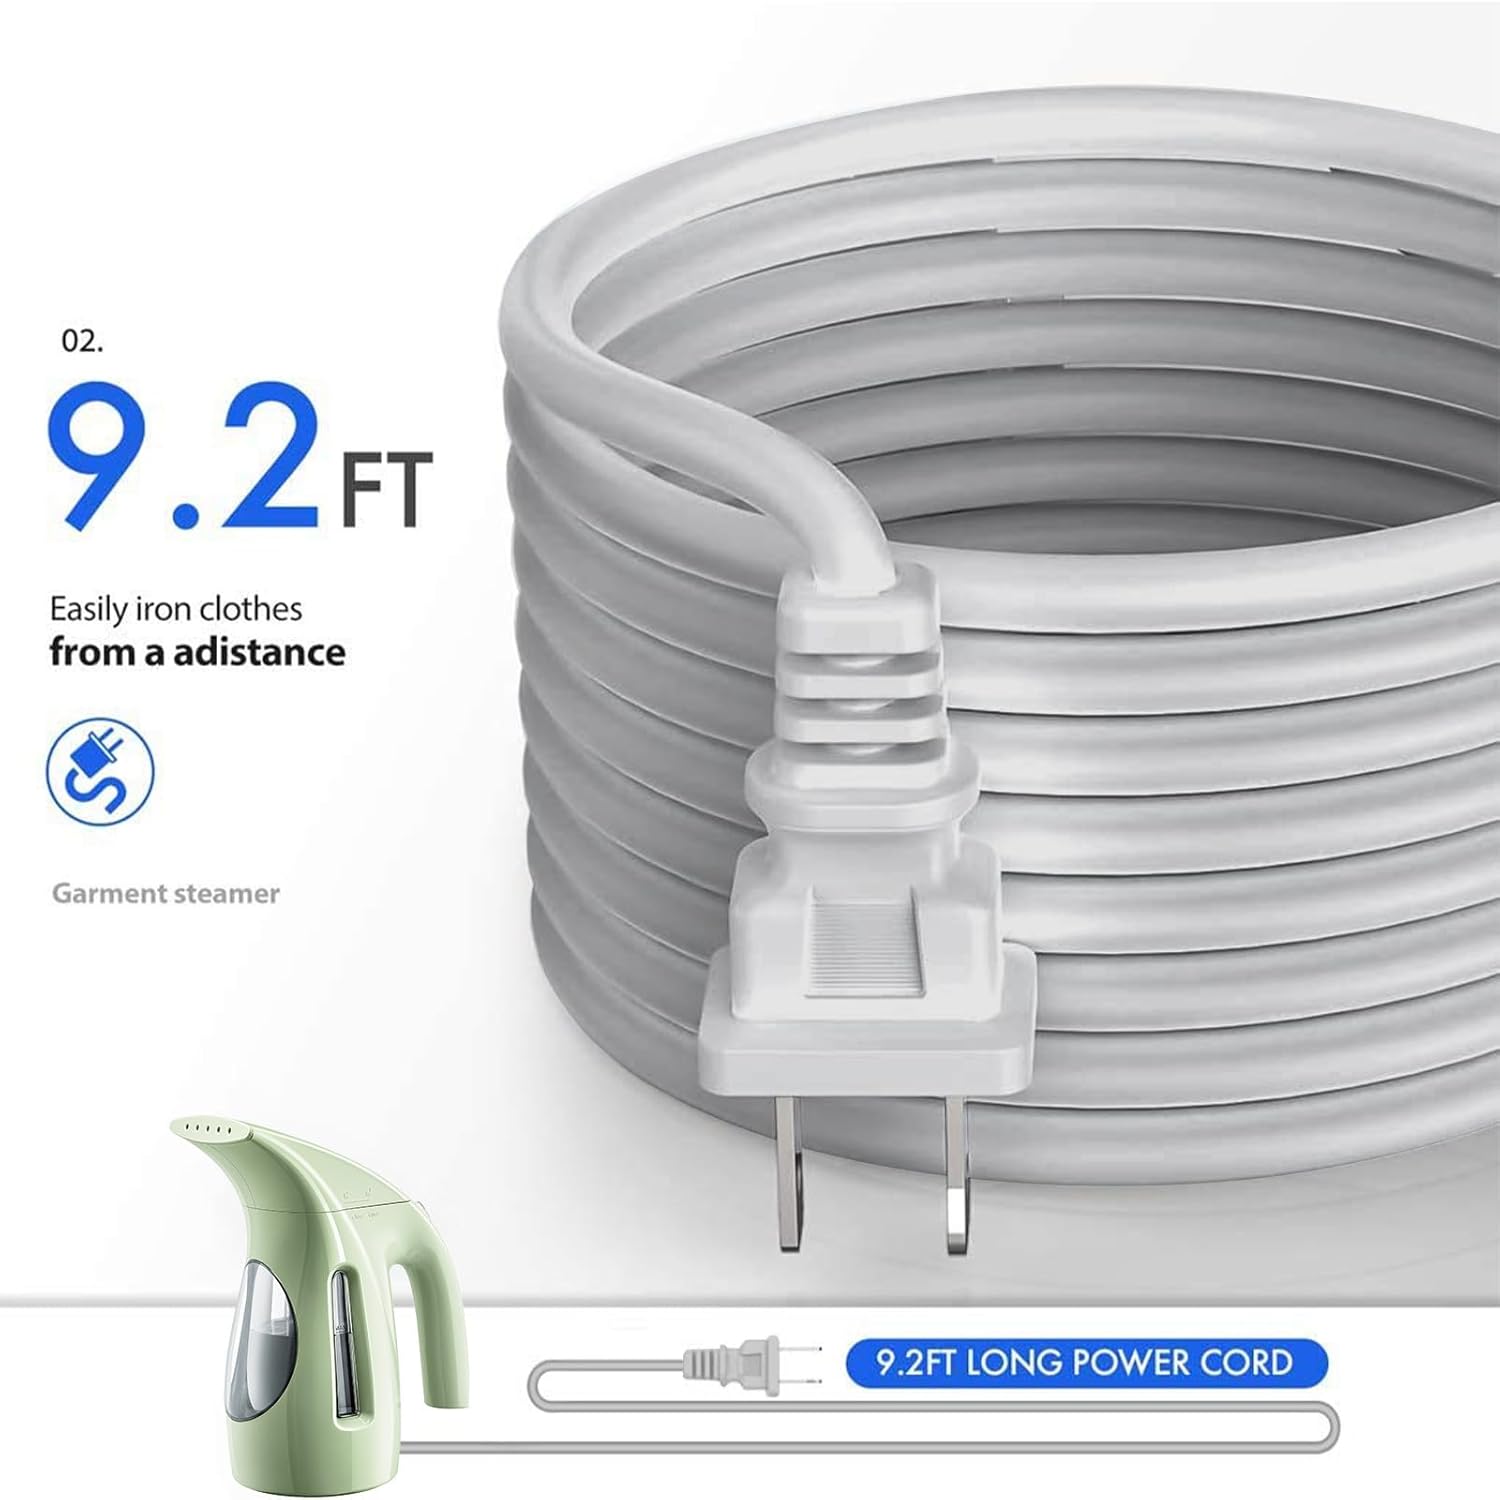 02.
9.2FT
Easily iron clothes
from a adistance
Garment steamer
9.2FT LONG POWER CORD